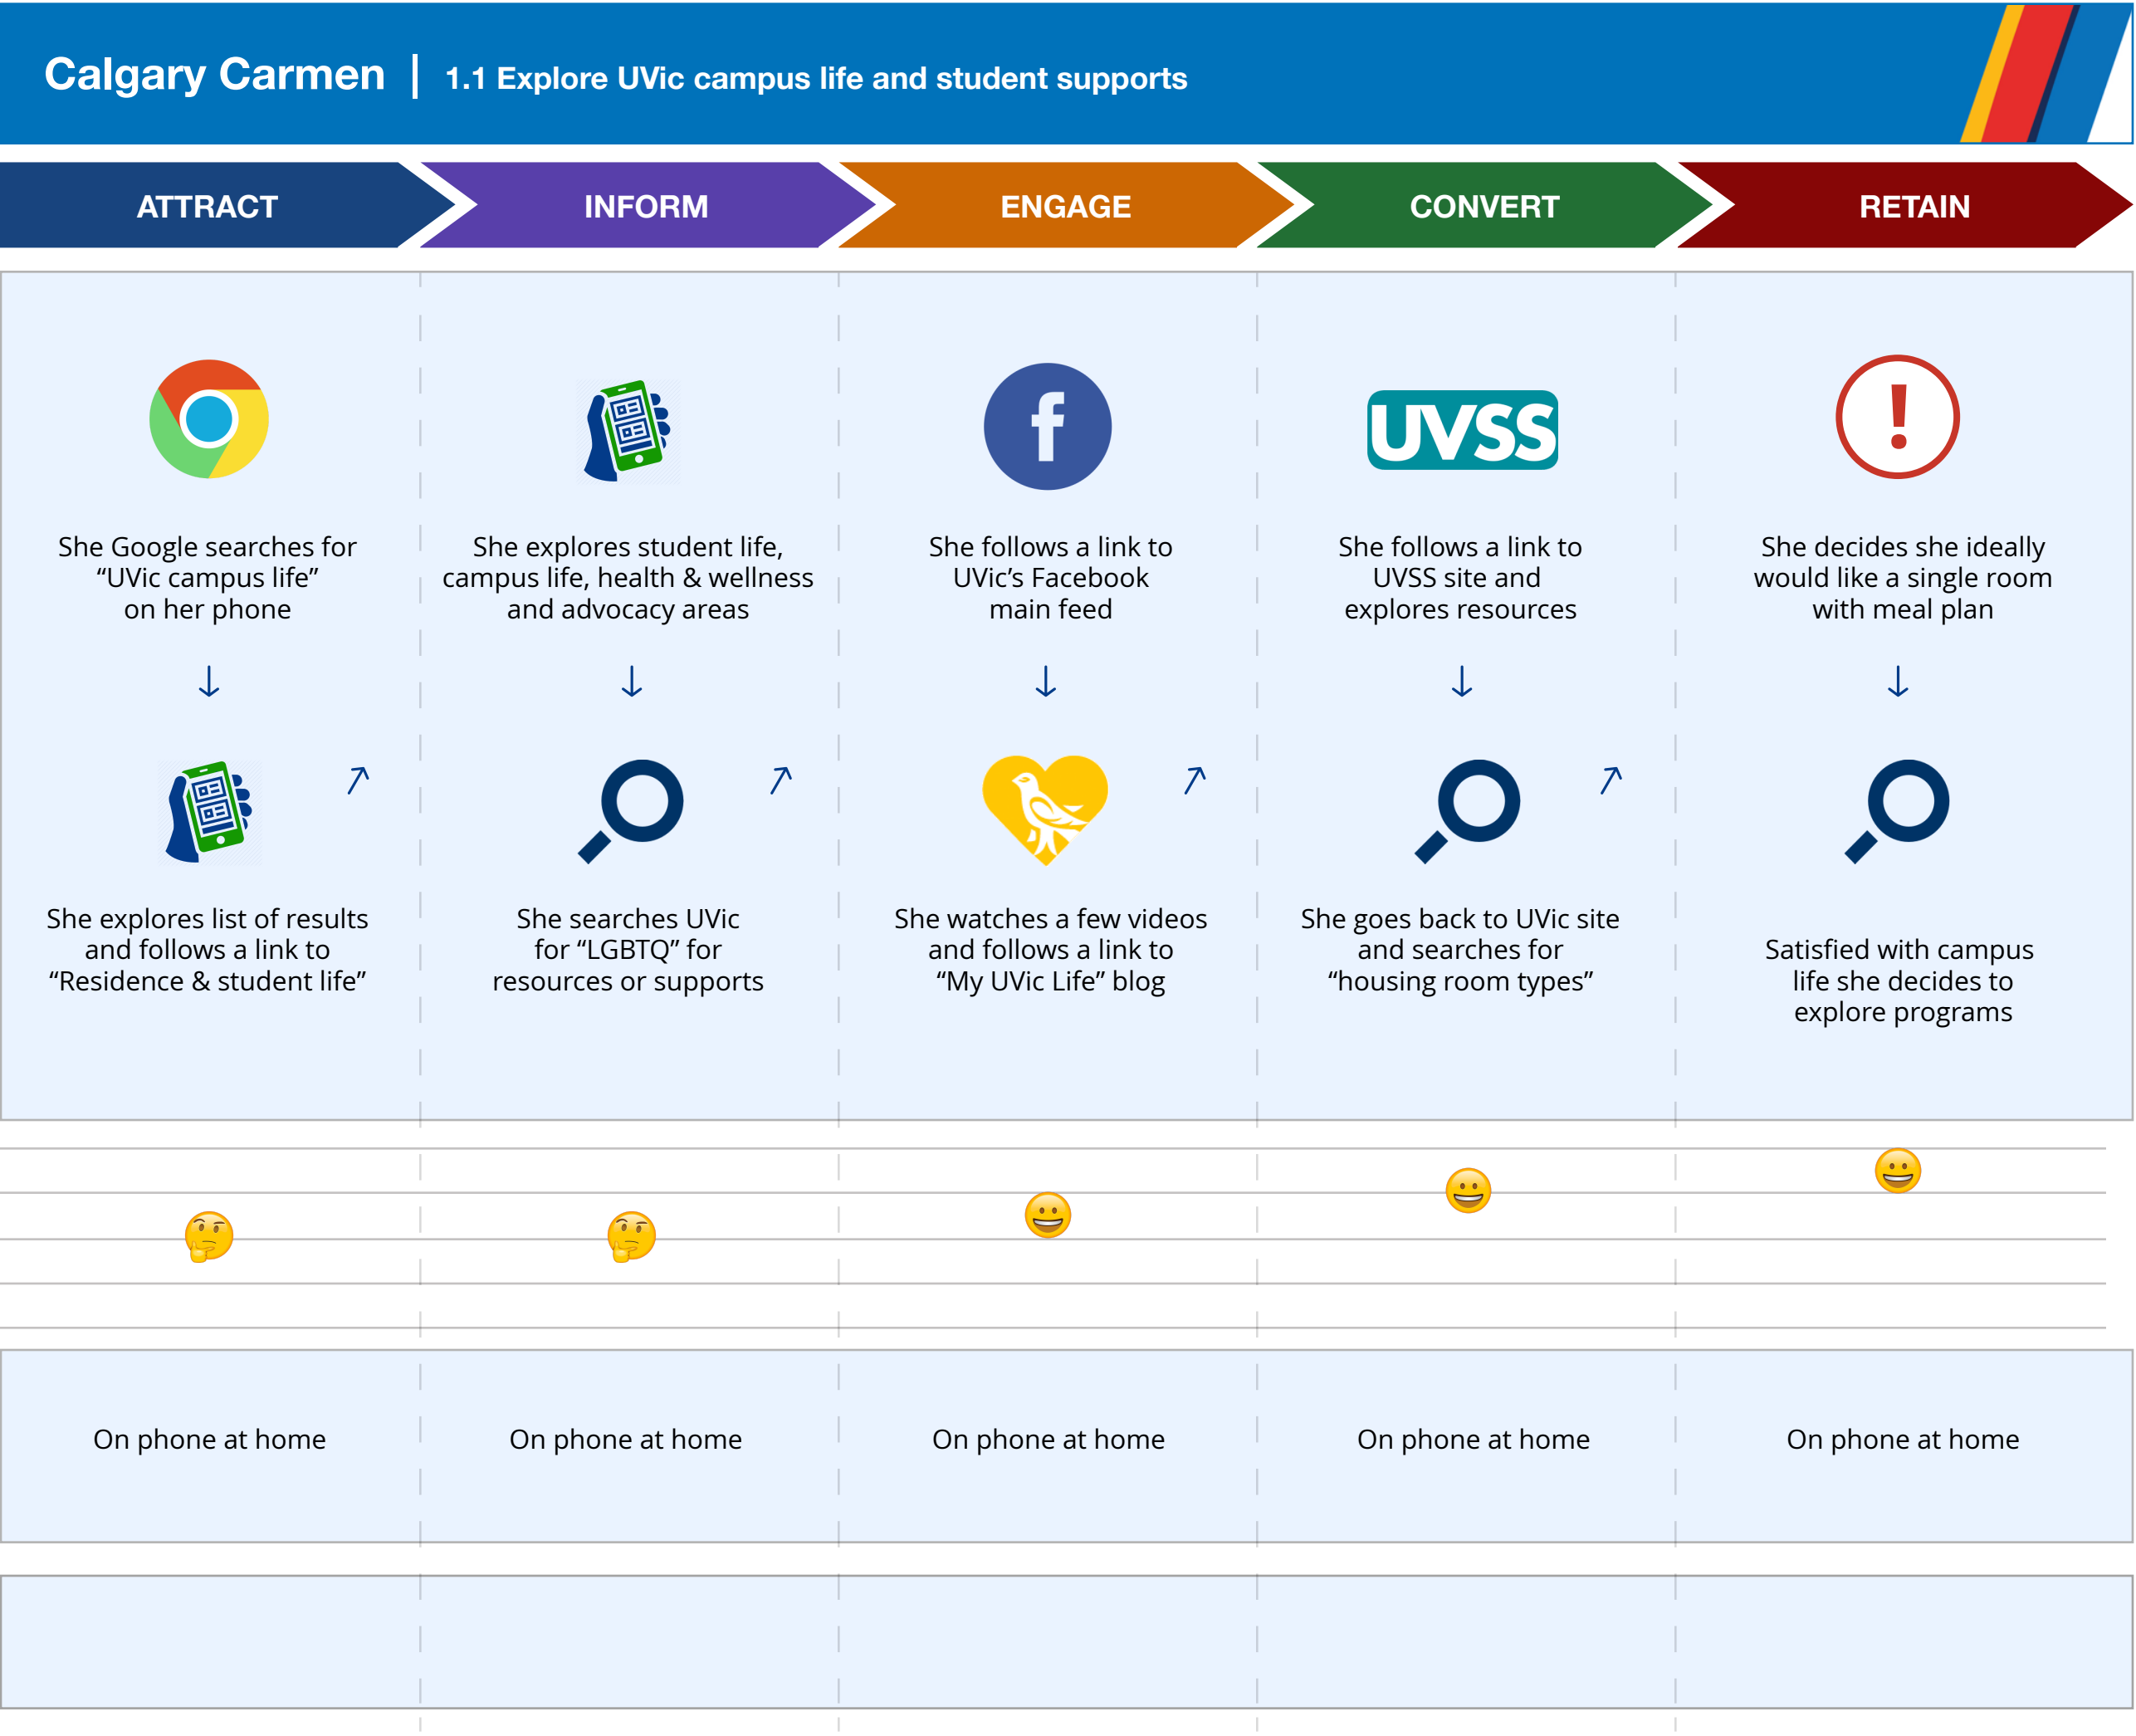 Calgary Carmen | 1.1 Explore UVic campus life and student supports
ATTRACT
INFORM
ENGAGE
CONVERT
RETAIN
She Google searches for
“UVic campus life”
on her phone
She explores list of results
and follows a link to
“Residence & student life”
She explores student life,
campus life, health & wellness
and advocacy areas
She searches UVic
for “LGBTQ” for
resources or supports
f
She follows a link to
UVic’s Facebook
main feed
She watches a few videos
and follows a link to
“My UVic Life” blog
UVSS
She follows a link to
UVSS site and
explores resources
She goes back to UVic site
and searches for
“housing room types”
!
She decides she ideally
would like a single room
with meal plan
Satisfied with campus
life she decides to
explore programs
On phone at home
On phone at home
On phone at home
On phone at home
On phone at home